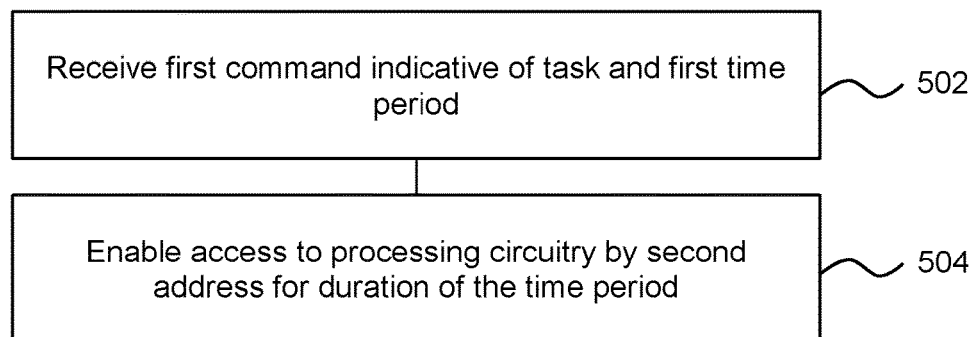 Receive first command indicative of task and first time
period
502
Enable access to processing circuitry by second
address for duration of the time period
504